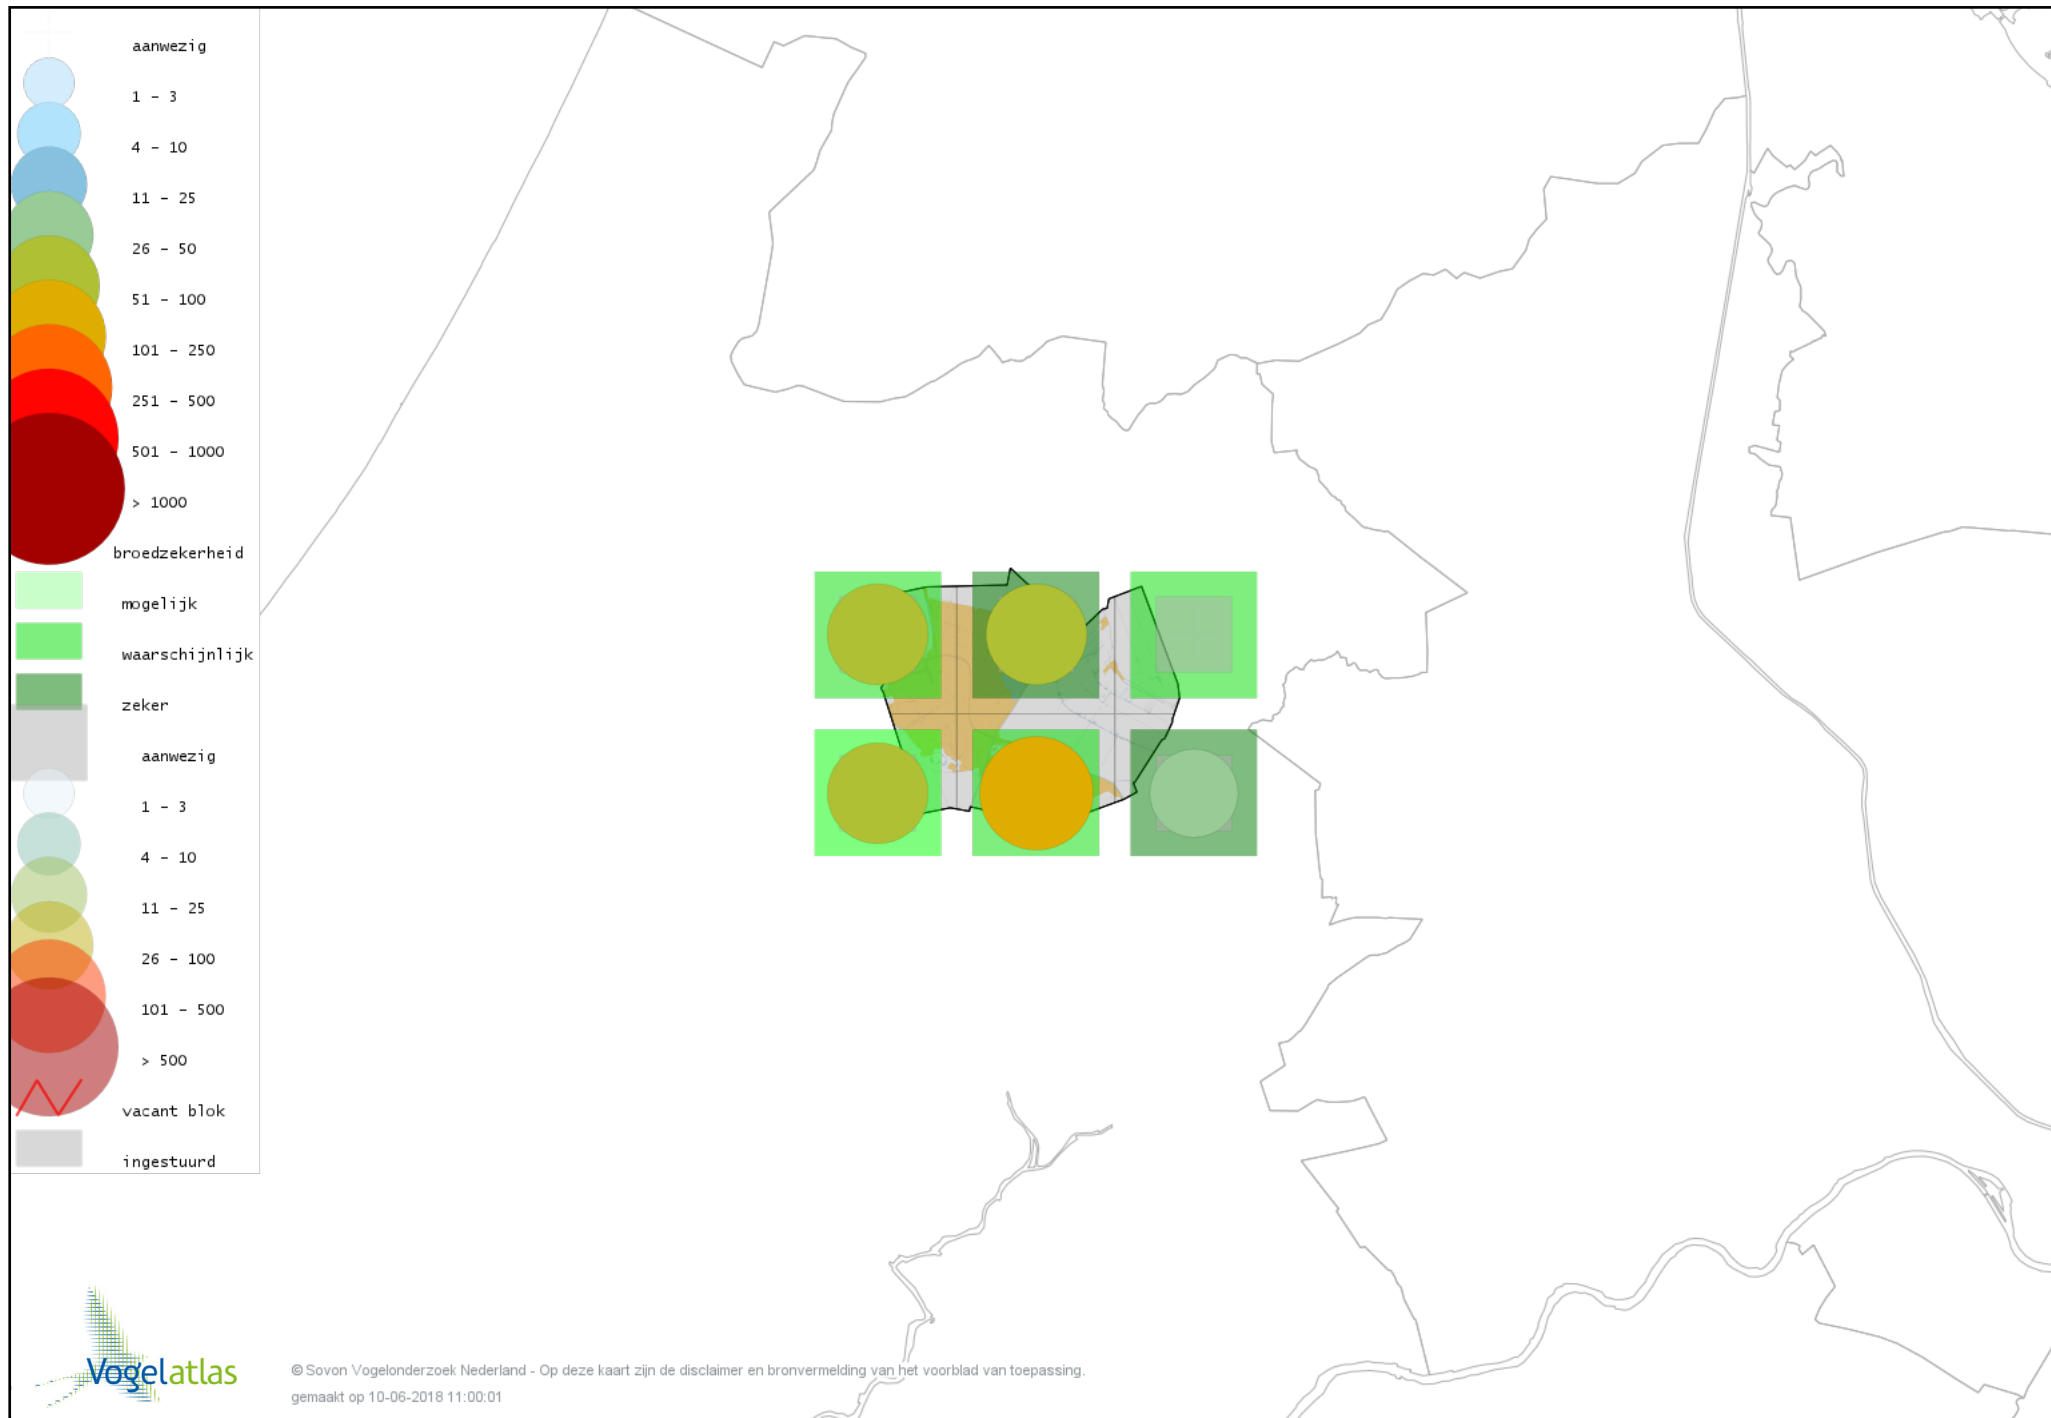 aanwezig
1 - 3
4 - 10
11 - 25
26 - 50
51 - 100
101 - 250
251 - 500
501 - 1000
> 1000
broedzekerheid
mogelijk
waarschijnlijk
zeker
aanwezig
1 - 3
4 - 10
11 - 25
26 - 100
101 - 500
> 500
vacant blok
ingestuurd
Vogelatlas
© Sovon Vogelonderzoek Nederland - Op deze kaart zijn de disclaimer en bronvermelding van het voorblad van toepassing.
gemaakt op 10-06-2018 11:00:01